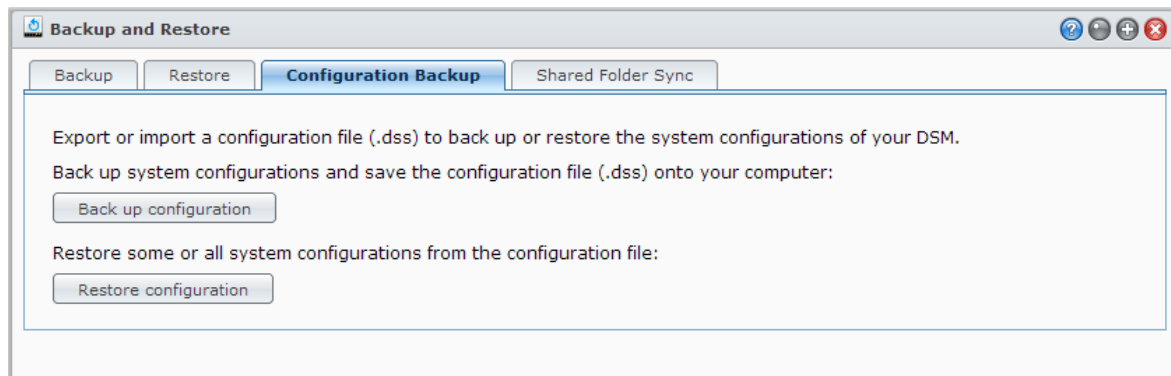 Backup and Restore
Backup
Restore
Configuration Backup
Shared Folder Sync
Export or import a configuration file (.dss) to back up or restore the system configurations of your DSM.
Back up system configurations and save the configuration file (.dss) onto your computer:
Back up configuration
Restore some or all system configurations from the configuration file:
Restore configuration